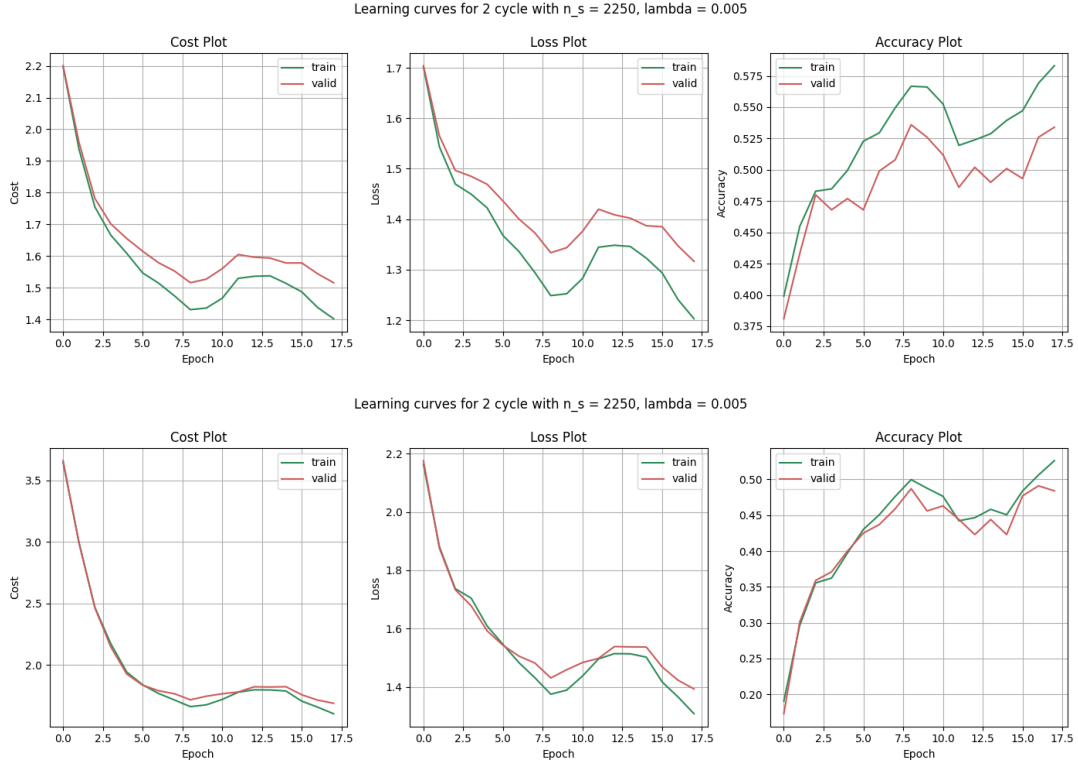 Learning curves for 2 cycle with n_s = 2250, lambda = 0.005
Cost Plot
2.2
2.1
2.0
1.9
1.8
1.7
1.6
1.5
1.4
Cost
train
valid
0.0 2.5 5.0 7.5 10.0 12.5 15.0 17.5
Epoch
Loss Plot
1.7
1.6
1.5
1.4
1.3
1.2
Loss
train
valid
0.0 2.5 5.0 7.5 10.0 12.5 15.0 17.5
Epoch
Accuracy Plot
0.575
0.550
0.525
0.500
0.475
0.450
0.425
0.400
0.375
Accuracy
train
valid
0.0 2.5 5.0 7.5 10.0 12.5 15.0 17.5
Epoch
Learning curves for 2 cycle with n_s = 2250, lambda = 0.005
Cost Plot
3.5
3.0
2.5
2.0
Cost
train
valid
0.0 2.5 5.0 7.5 10.0 12.5 15.0 17.5
Epoch
Loss Plot
2.2
2.0
1.8
1.6
1.4
Loss
train
valid
0.0 2.5 5.0 7.5 10.0 12.5 15.0 17.5
Epoch
Accuracy Plot
0.50
0.45
0.40
0.35
0.30
0.25
0.20
Accuracy
train
valid
0.0 2.5 5.0 7.5 10.0 12.5 15.0 17.5
Epoch